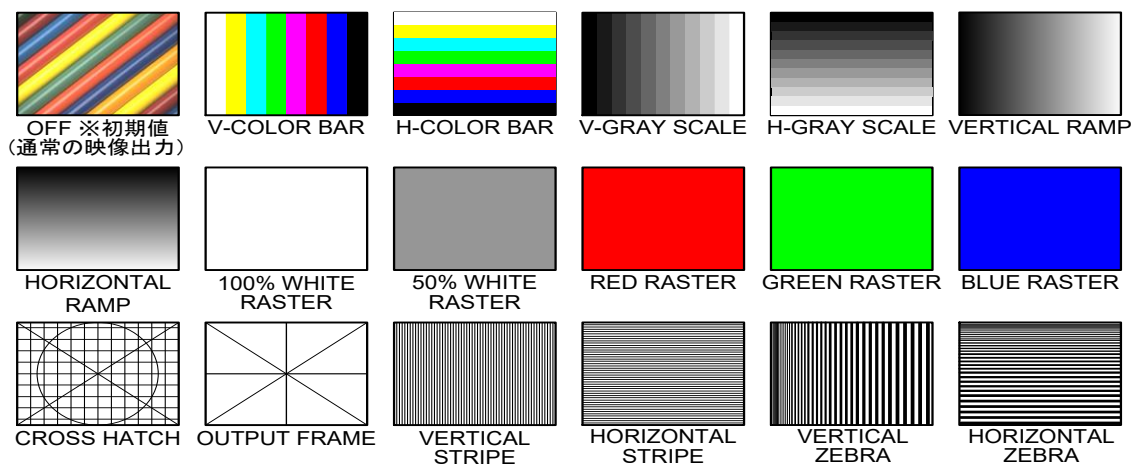 OFF ※初期値
(通常の映像出力)
V-COLOR BAR
H-COLOR BAR
V-GRAY SCALE
H-GRAY SCALE
VERTICAL RAMP
HORIZONTAL
RAMP
100% WHITE
RASTER
50% WHITE
RASTER
RED RASTER
GREEN RASTER
BLUE RASTER
CROSS HATCH
OUTPUT FRAME
VERTICAL
STRIPE
HORIZONTAL
STRIPE
VERTICAL
ZEBRA
HORIZONTAL
ZEBRA